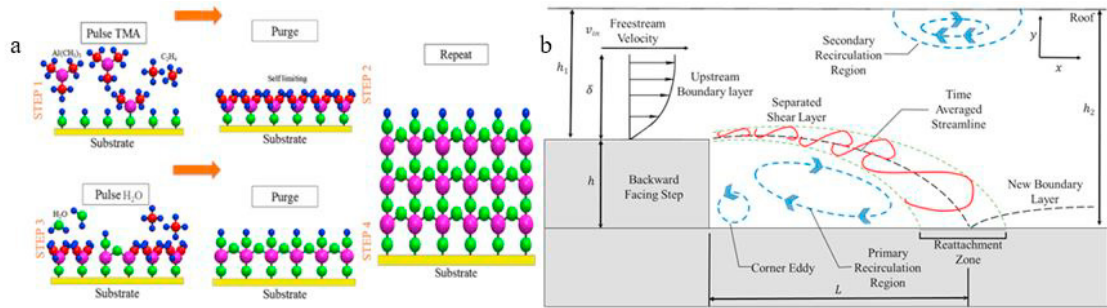 a
Pulse TMA
Purge
Al(CH₃)₃
C₂H₆
Self limiting
STEP 1
STEP 2
Substrate
Substrate
Pulse H₂O
Purge
H₂O
STEP 3
STEP 4
Substrate
Substrate
Repeat
Substrate
b
Roof
Freestream
Velocity
Secondary
Recirculation
Region
y
x
Upstream
Boundary layer
Separated
Shear Layer
Time
Averaged
Streamline
h₁
δ
h₂
h
Backward
Facing Step
New Boundary
Layer
Corner Eddy
Primary
Recirculation
Region
Reattachment
Zone
L